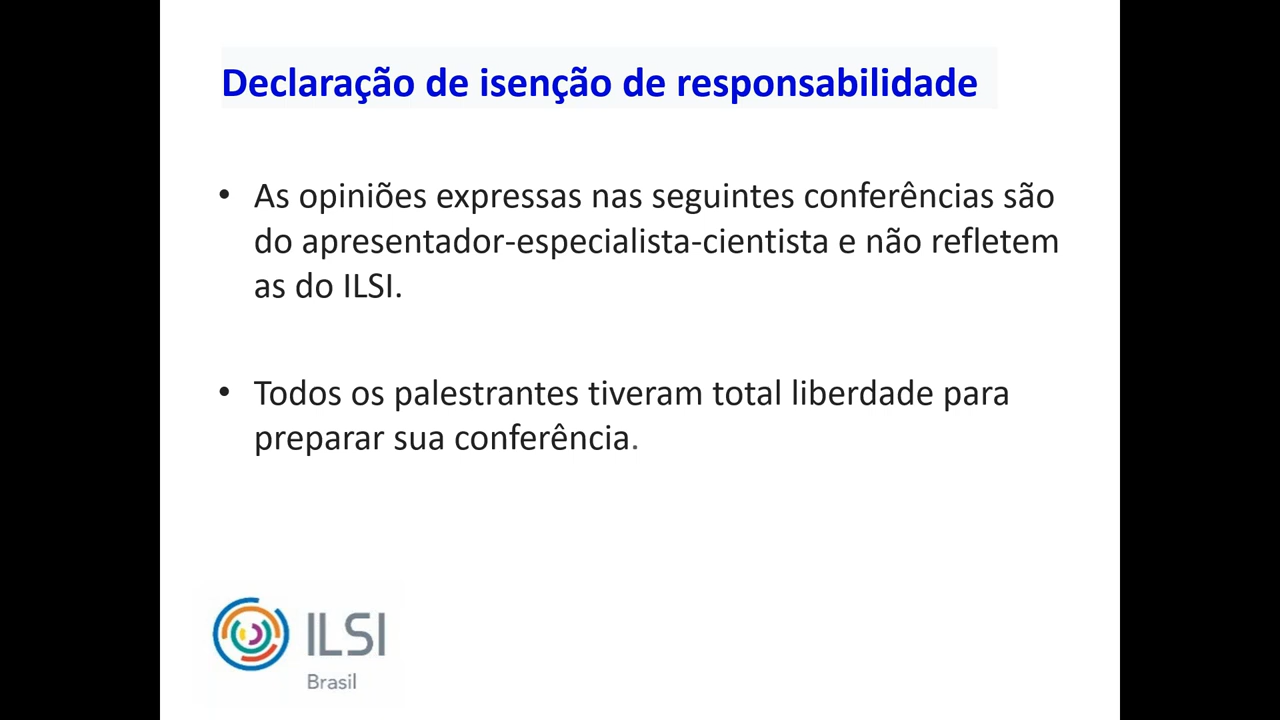 Declaração de isenção de responsabilidade
• As opiniões expressas nas seguintes conferências são
do apresentador-especialista-cientista e não refletem
as do ILSI.
• Todos os palestrantes tiveram total liberdade para
preparar sua conferência.
ILSI
Brasil